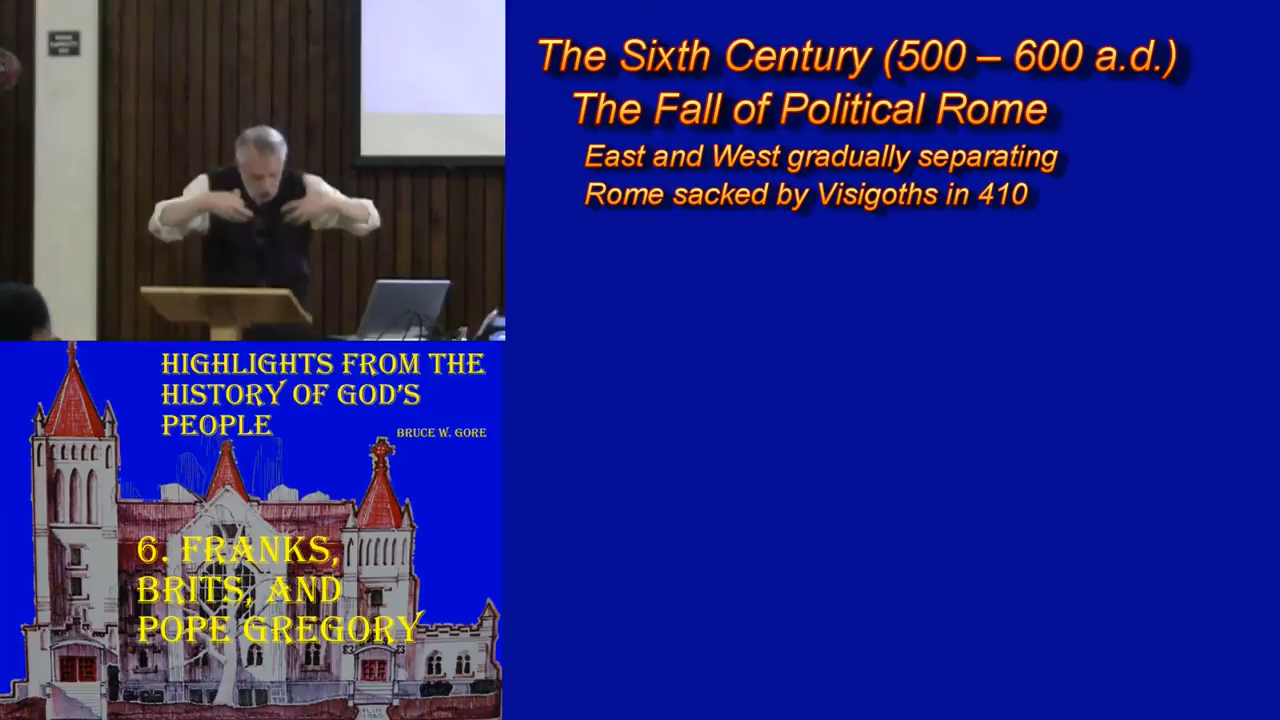 The Sixth Century (500 – 600 a.d.)
The Fall of Political Rome
East and West gradually separating
Rome sacked by Visigoths in 410
HIGHLIGHTS FROM THE
HISTORY OF GOD'S
PEOPLE
BRUCE W. GORE
6. FRANKS,
BRITS, AND
POPE GREGORY